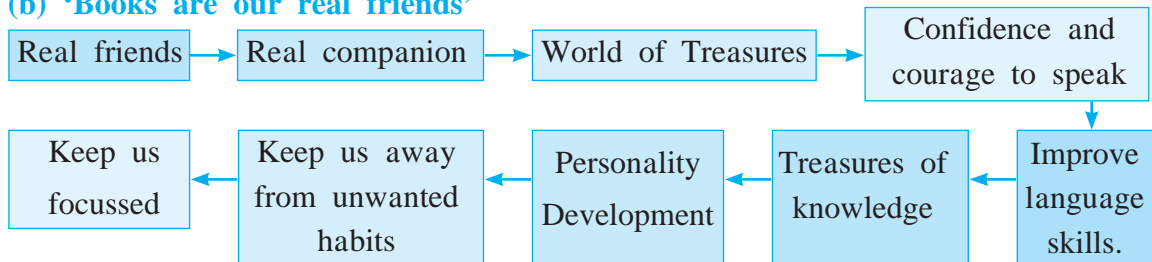 (b) ‘Books are our real friends’
Real friends
Real companion
World of Treasures
Confidence and
courage to speak
Improve
language
skills.
Treasures of
knowledge
Personality
Development
Keep us away
from unwanted
habits
Keep us
focussed